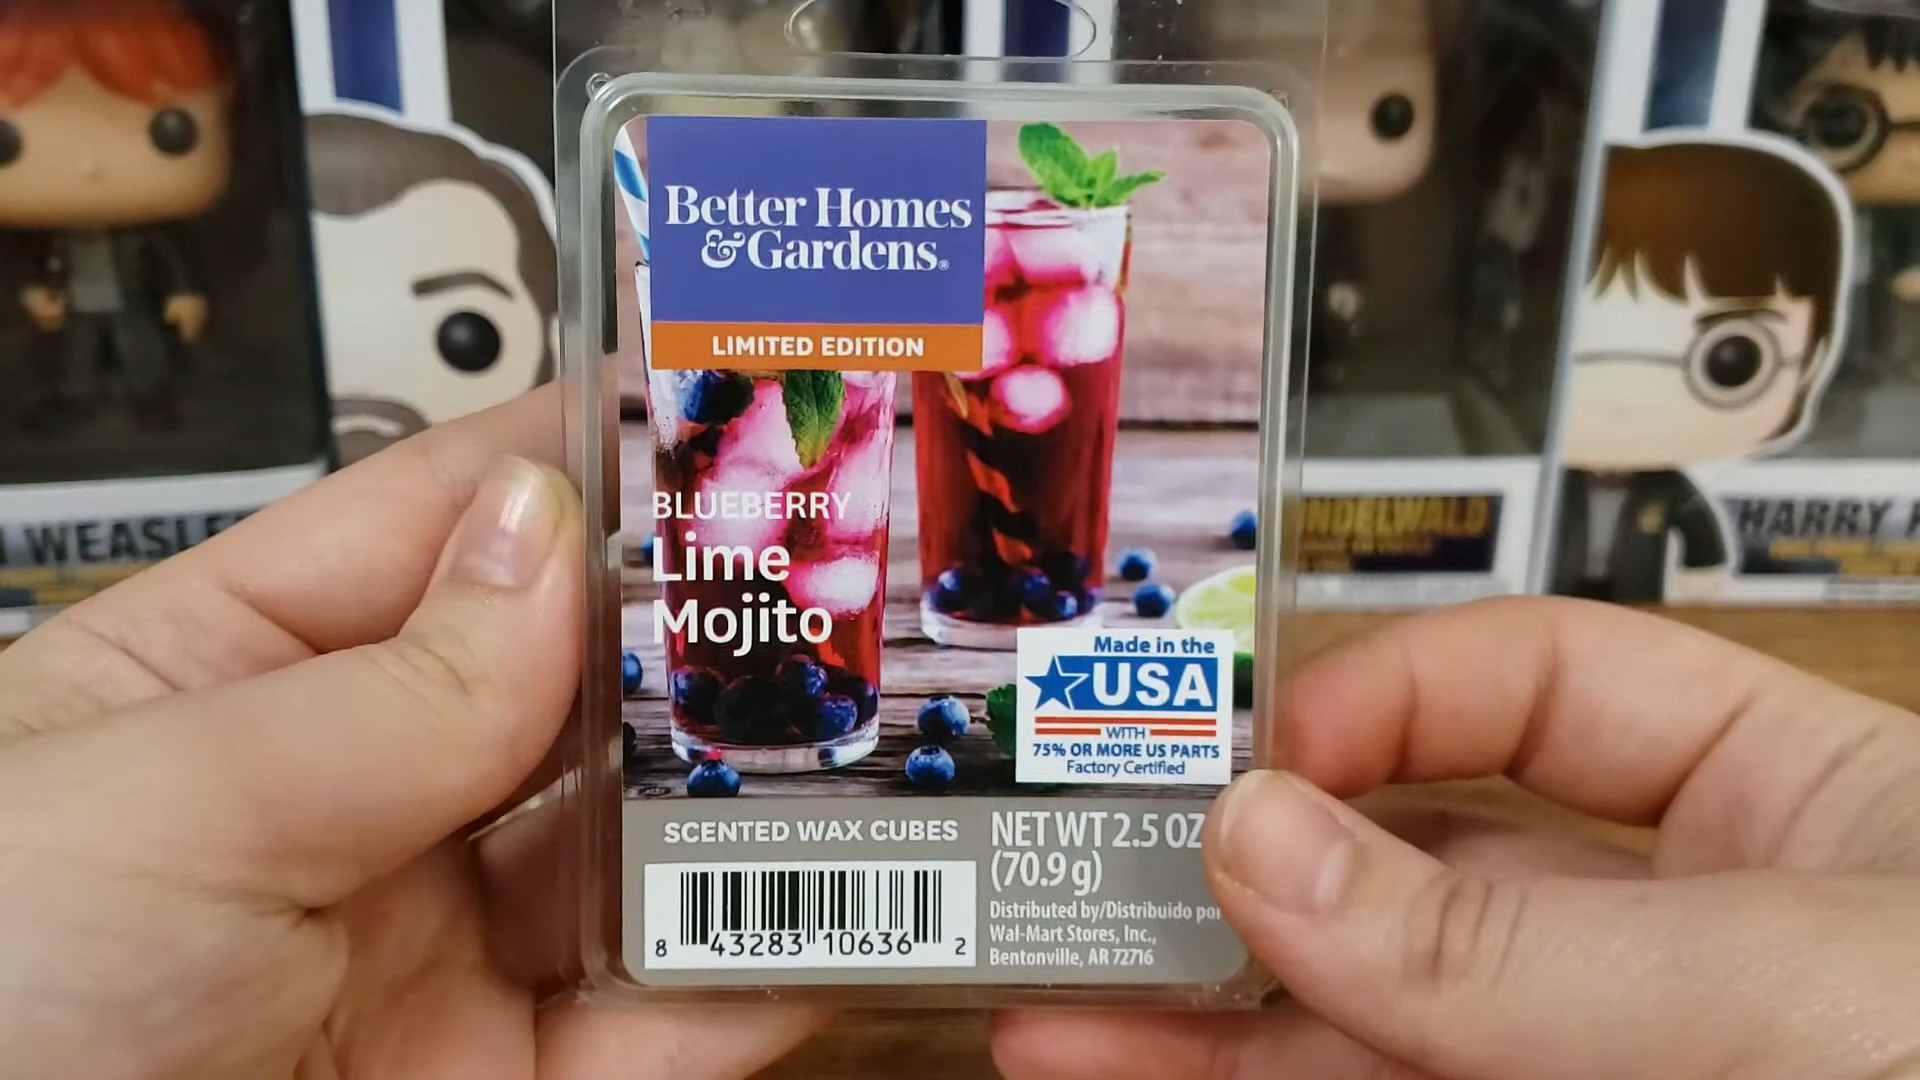 Better Homes
& Gardens®
LIMITED EDITION
BLUEBERRY
Lime
Mojito
Made in the
USA
WITH
75% OR MORE US PARTS
Factory Certified
SCENTED WAX CUBES
NET WT 2.5 OZ
(70.9 g)
Distributed by/Distribuido por
Wal-Mart Stores, Inc.,
Bentonville, AR 72716
8 43283 10636 2
WEASLE
NDELWALD
HARRY